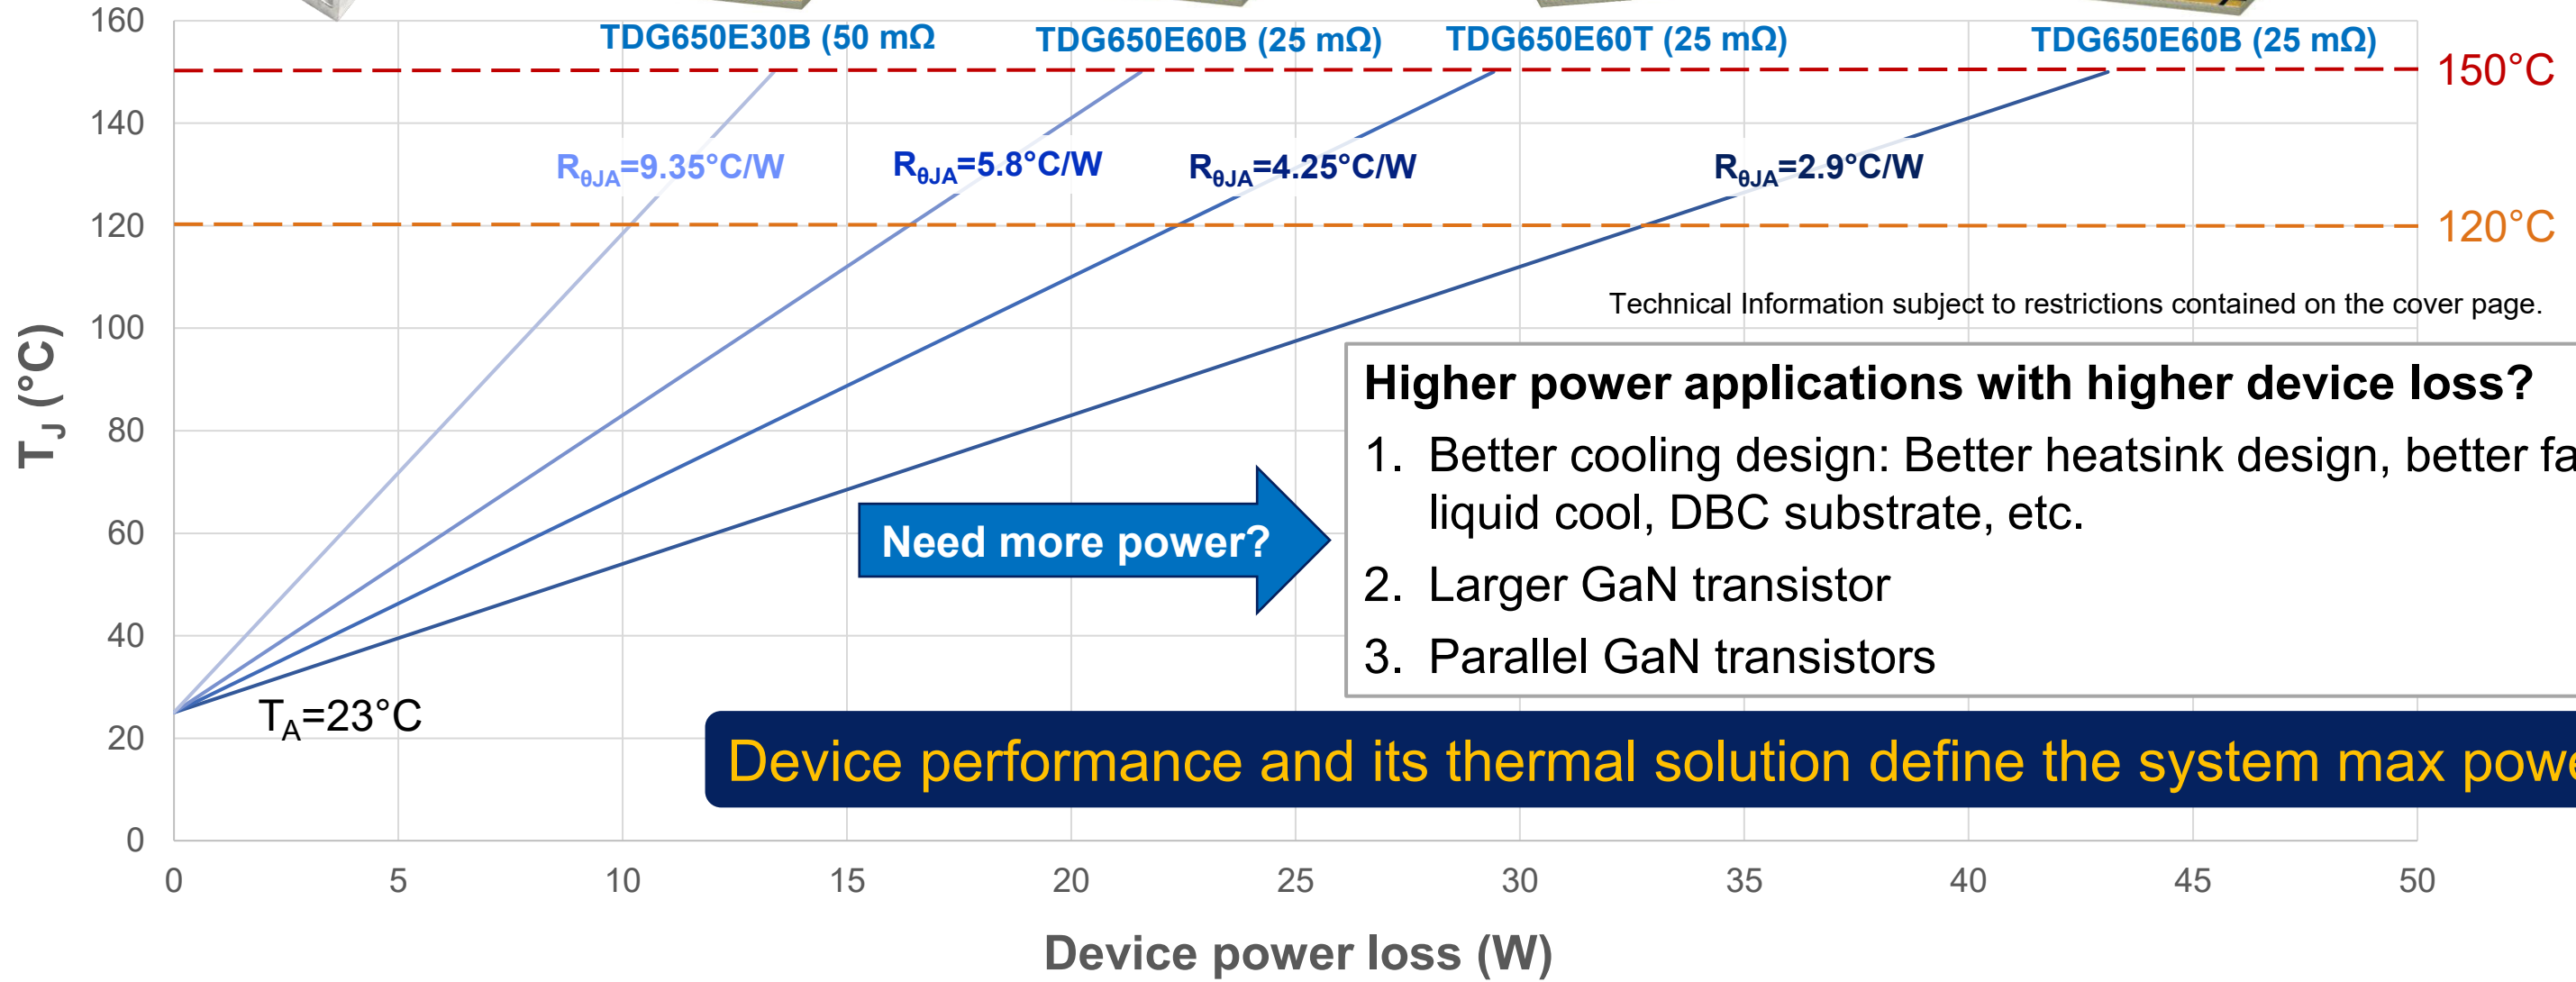 160
TDG650E30B (50 mΩ
TDG650E60B (25 mΩ)
TDG650E60T (25 mΩ)
TDG650E60B (25 mΩ)
150°C
140
RθJA=9.35°C/W
RθJA=5.8°C/W
RθJA=4.25°C/W
RθJA=2.9°C/W
120
120°C
Technical Information subject to restrictions contained on the cover page.
100
TJ (°C)
Higher power applications with higher device loss?
80
1. Better cooling design: Better heatsink design, better
liquid cool, DBC substrate, etc.
60
Need more power?
2. Larger GaN transistor
40
3. Parallel GaN transistors
TA=23°C
20
Device performance and its thermal solution define the system max
0
0 5 10 15 20 25 30 35 40 45 50
Device power loss (W)